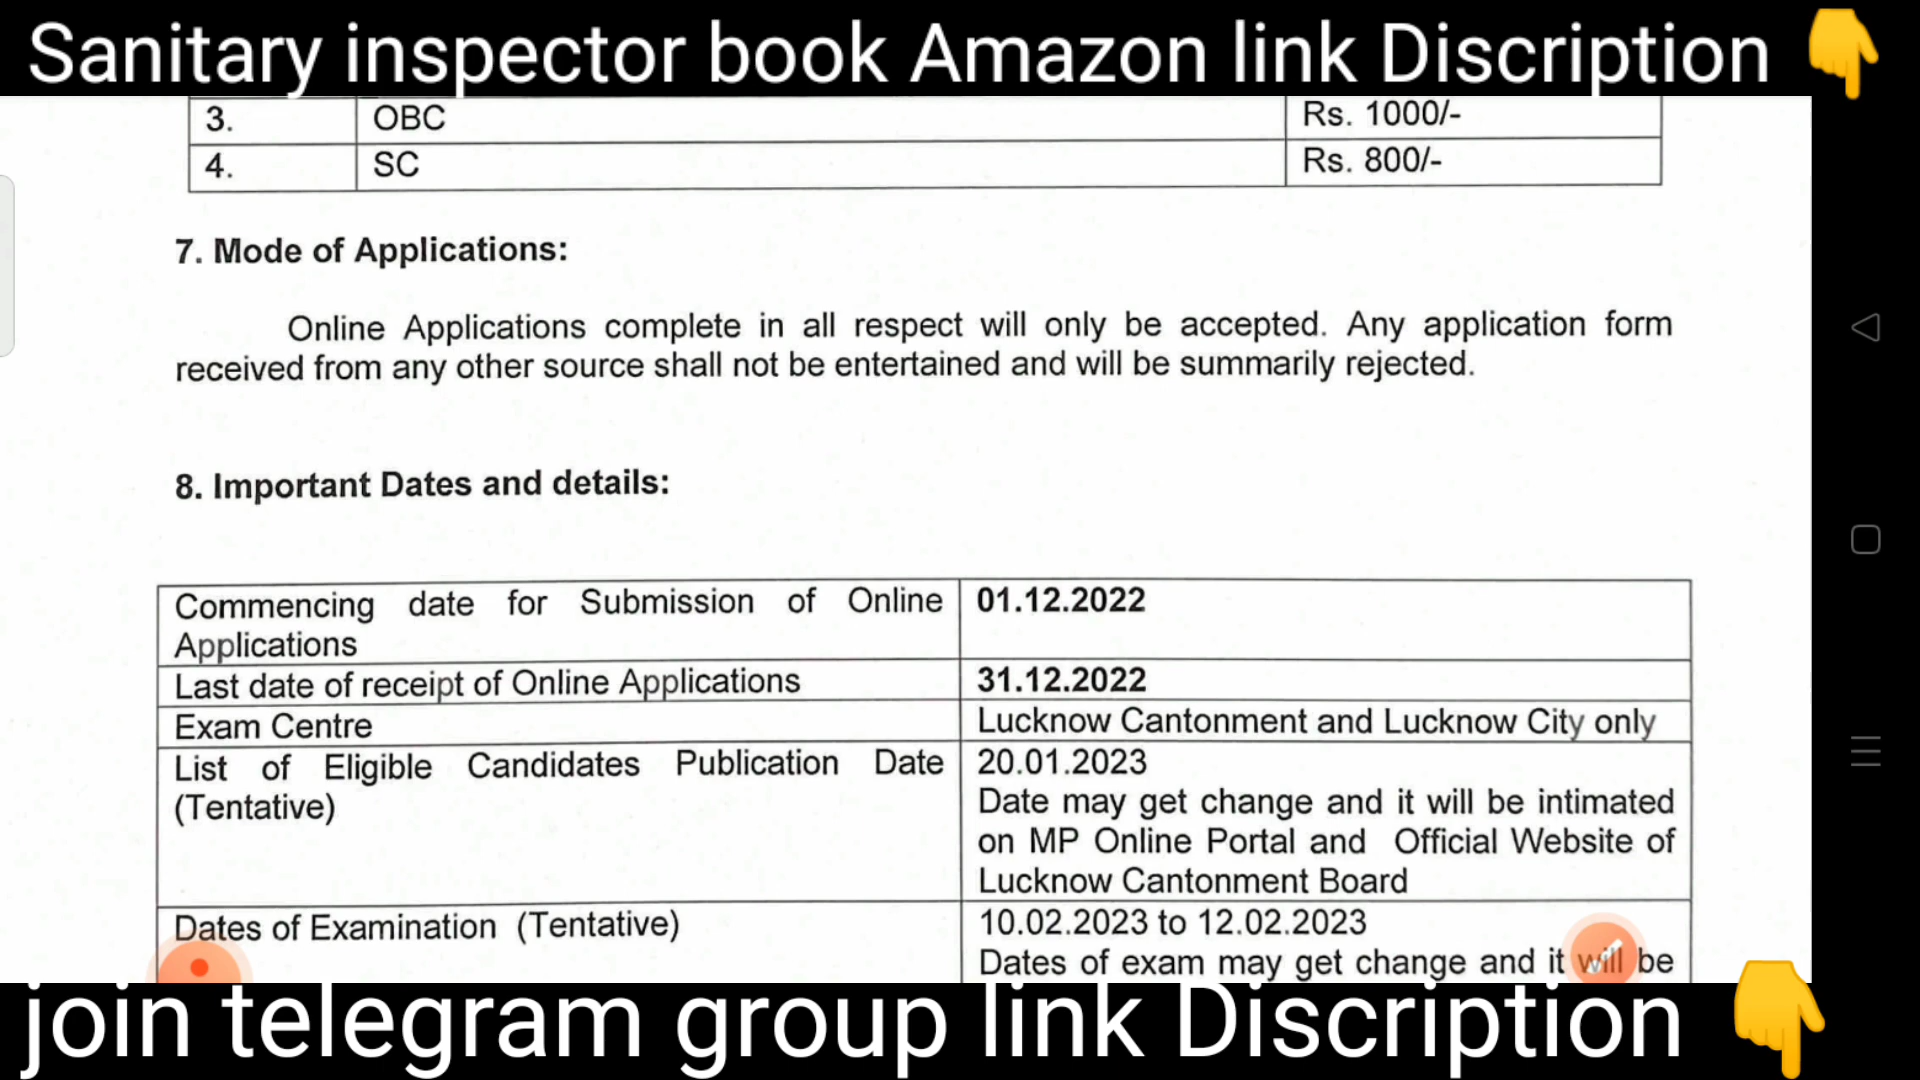 Sanitary inspector book Amazon link Discription 👇
3. OBC Rs. 1000/-
4. SC Rs. 800/-
7. Mode of Applications:
Online Applications complete in all respect will only be accepted. Any application form
received from any other source shall not be entertained and will be summarily rejected.
8. Important Dates and details:
Commencing date for Submission of Online 01.12.2022
Applications
Last date of receipt of Online Applications 31.12.2022
Exam Centre Lucknow Cantonment and Lucknow City only
List of Eligible Candidates Publication Date 20.01.2023
(Tentative) Date may get change and it will be intimated
on MP Online Portal and Official Website of
Lucknow Cantonment Board
Dates of Examination (Tentative) 10.02.2023 to 12.02.2023
Dates of exam may get change and it will be
join telegram group link Discription 👇